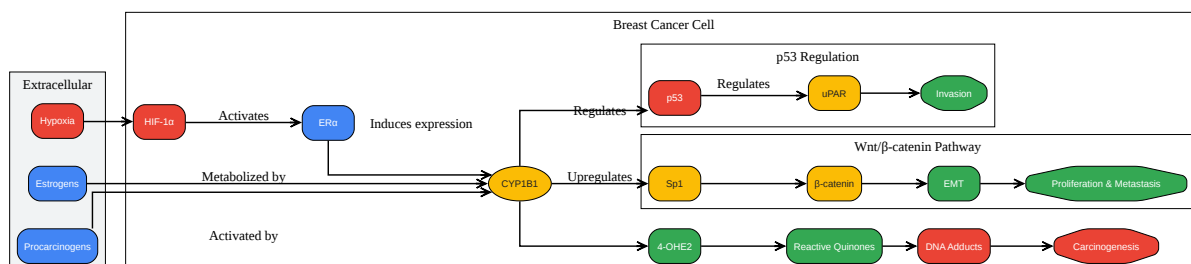 Breast Cancer Cell
p53 Regulation
Extracellular
Regulates
p53
uPAR
Invasion
Hypoxia
HIF-1α
Activates
ERα
Induces expression
Regulates
Wnt/β-catenin Pathway
Estrogens
Metabolized by
CYP1B1
Upregulates
Sp1
β-catenin
EMT
Proliferation & Metastasis
Procarcinogens
Activated by
4-OHE2
Reactive Quinones
DNA Adducts
Carcinogenesis